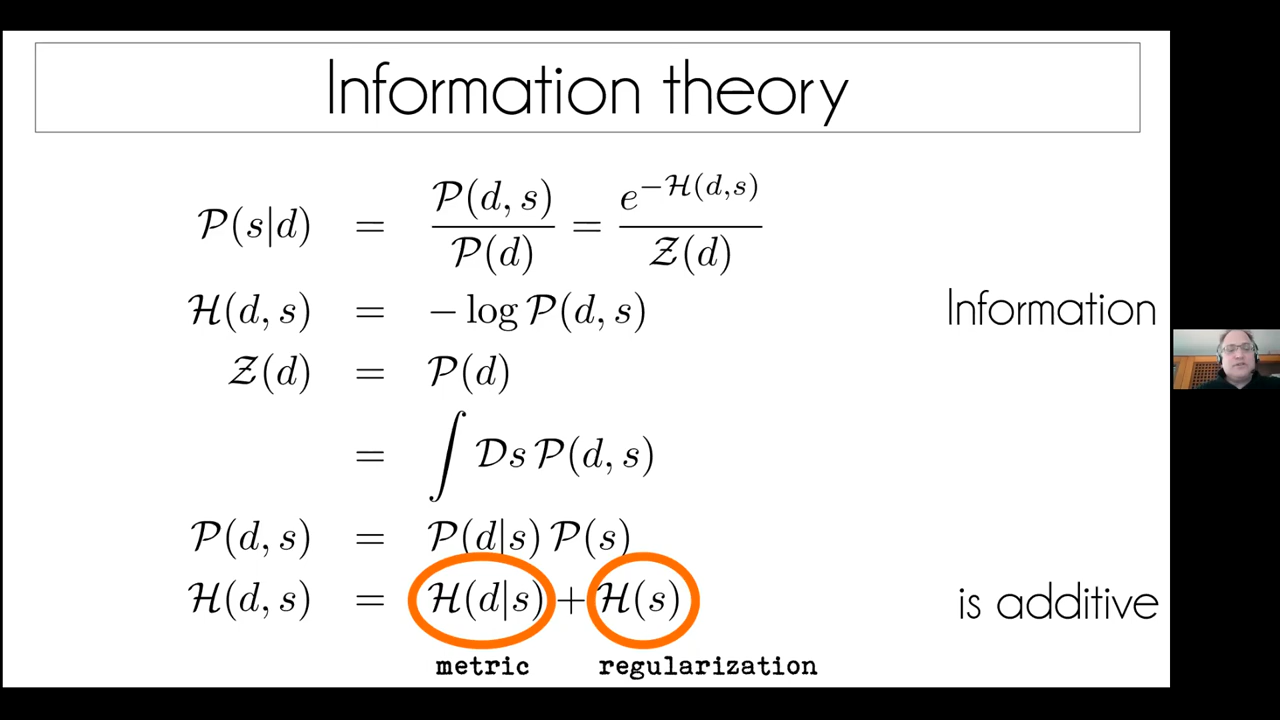 Information theory
𝒫(s|d) = 𝒫(d, s) / 𝒫(d) = e^{−ℋ(d,s)} / 𝒵(d)
ℋ(d, s) = − log 𝒫(d, s) Information
𝒵(d) = 𝒫(d)
= ∫ 𝒟s 𝒫(d, s)
𝒫(d, s) = 𝒫(d|s) 𝒫(s)
ℋ(d, s) = ℋ(d|s) + ℋ(s) is additive
metric regularization